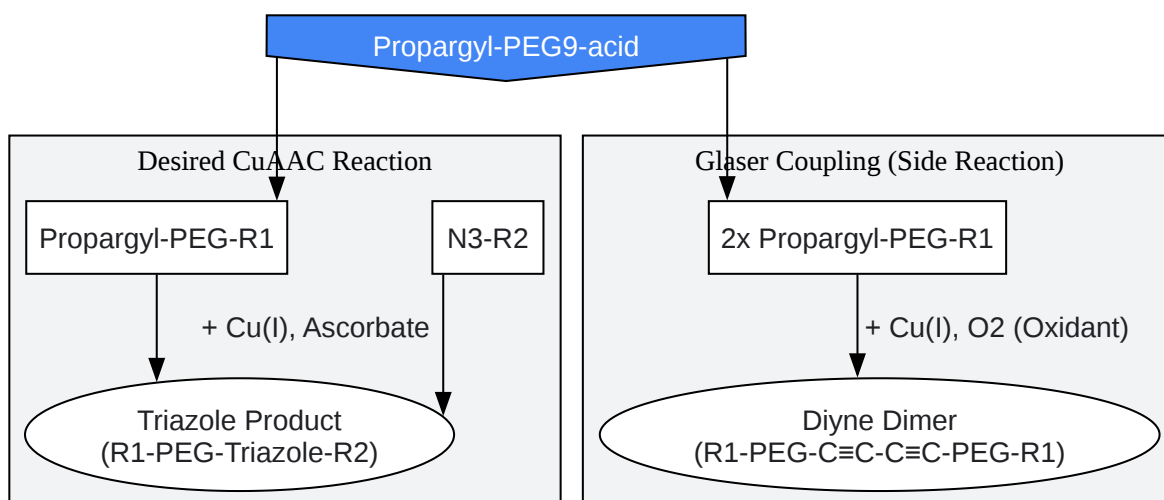 Propargyl-PEG9-acid
Desired CuAAC Reaction
Propargyl-PEG-R1
N3-R2
+ Cu(I), Ascorbate
Triazole Product
(R1-PEG-Triazole-R2)
Glaser Coupling (Side Reaction)
2x Propargyl-PEG-R1
+ Cu(I), O2 (Oxidant)
Diyne Dimer
(R1-PEG-C≡C-C≡C-PEG-R1)